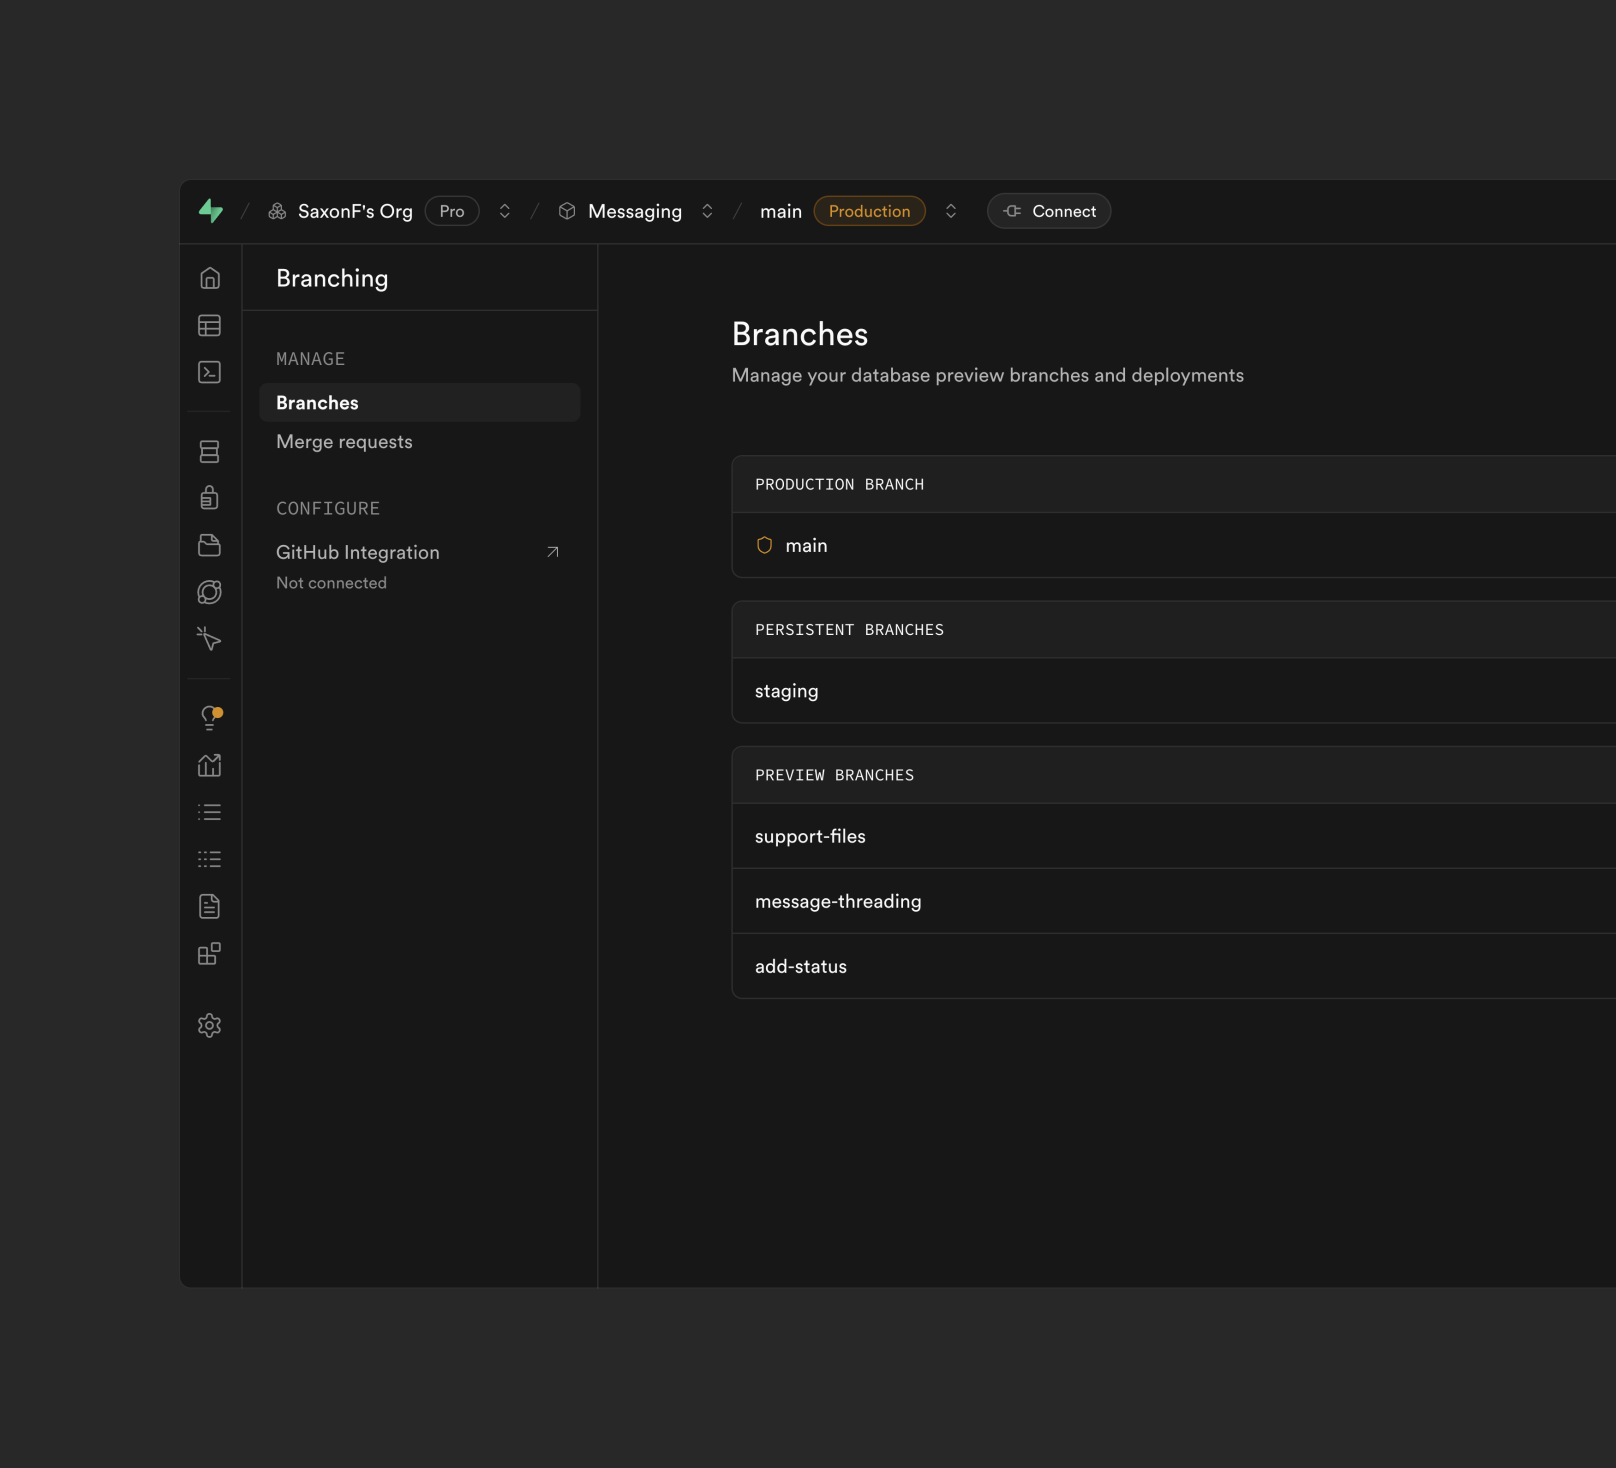 SaxonF's Org Pro Messaging main Production Connect
Branching
MANAGE
Branches
Merge requests
CONFIGURE
GitHub Integration
Not connected
Branches
Manage your database preview branches and deployments
PRODUCTION BRANCH
main
PERSISTENT BRANCHES
staging
PREVIEW BRANCHES
support-files
message-threading
add-status